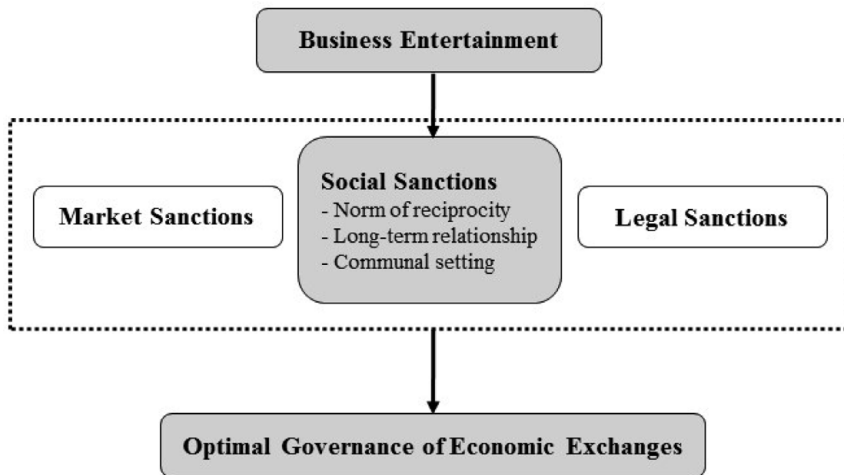 Business Entertainment
Social Sanctions
- Norm of reciprocity
- Long-term relationship
- Communal setting
Market Sanctions
Legal Sanctions
Optimal Governance of Economic Exchanges